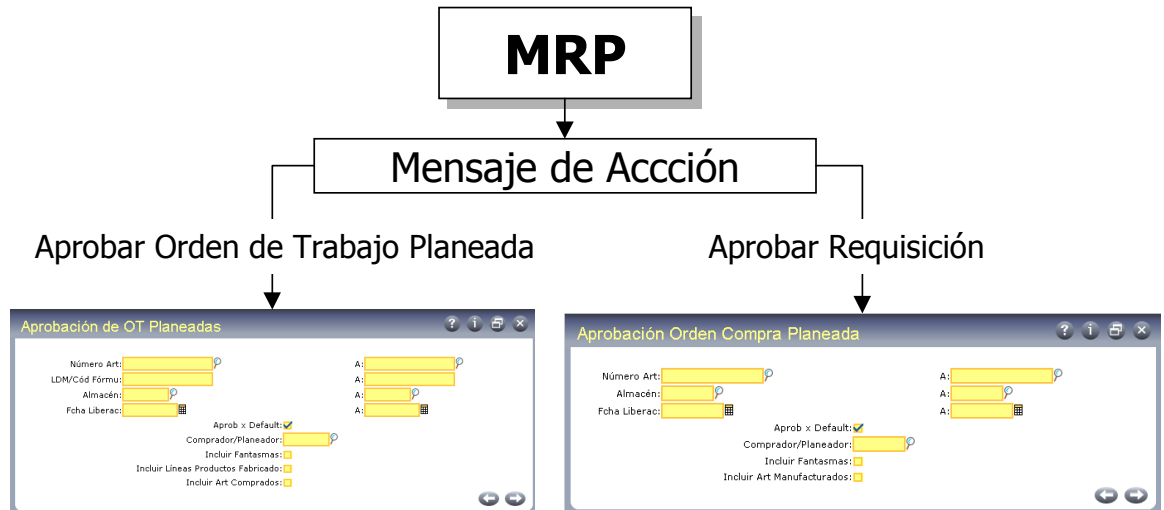 MRP
Mensaje de Accción
Aprobar Orden de Trabajo Planeada
Aprobar Requisición
Aprobación de OT Planeadas
Número Art: A:
LDM/Cód Fórmu: A:
Almacén: A:
Fcha Liberac: A:
Aprob x Default:
Comprador/Planeador:
Incluir Fantasmas:
Incluir Líneas Productos Fabricado:
Incluir Art Comprados:
Aprobación Orden Compra Planeada
Número Art: A:
Almacén: A:
Fcha Liberac: A:
Aprob x Default:
Comprador/Planeador:
Incluir Fantasmas:
Incluir Art Manufacturados: